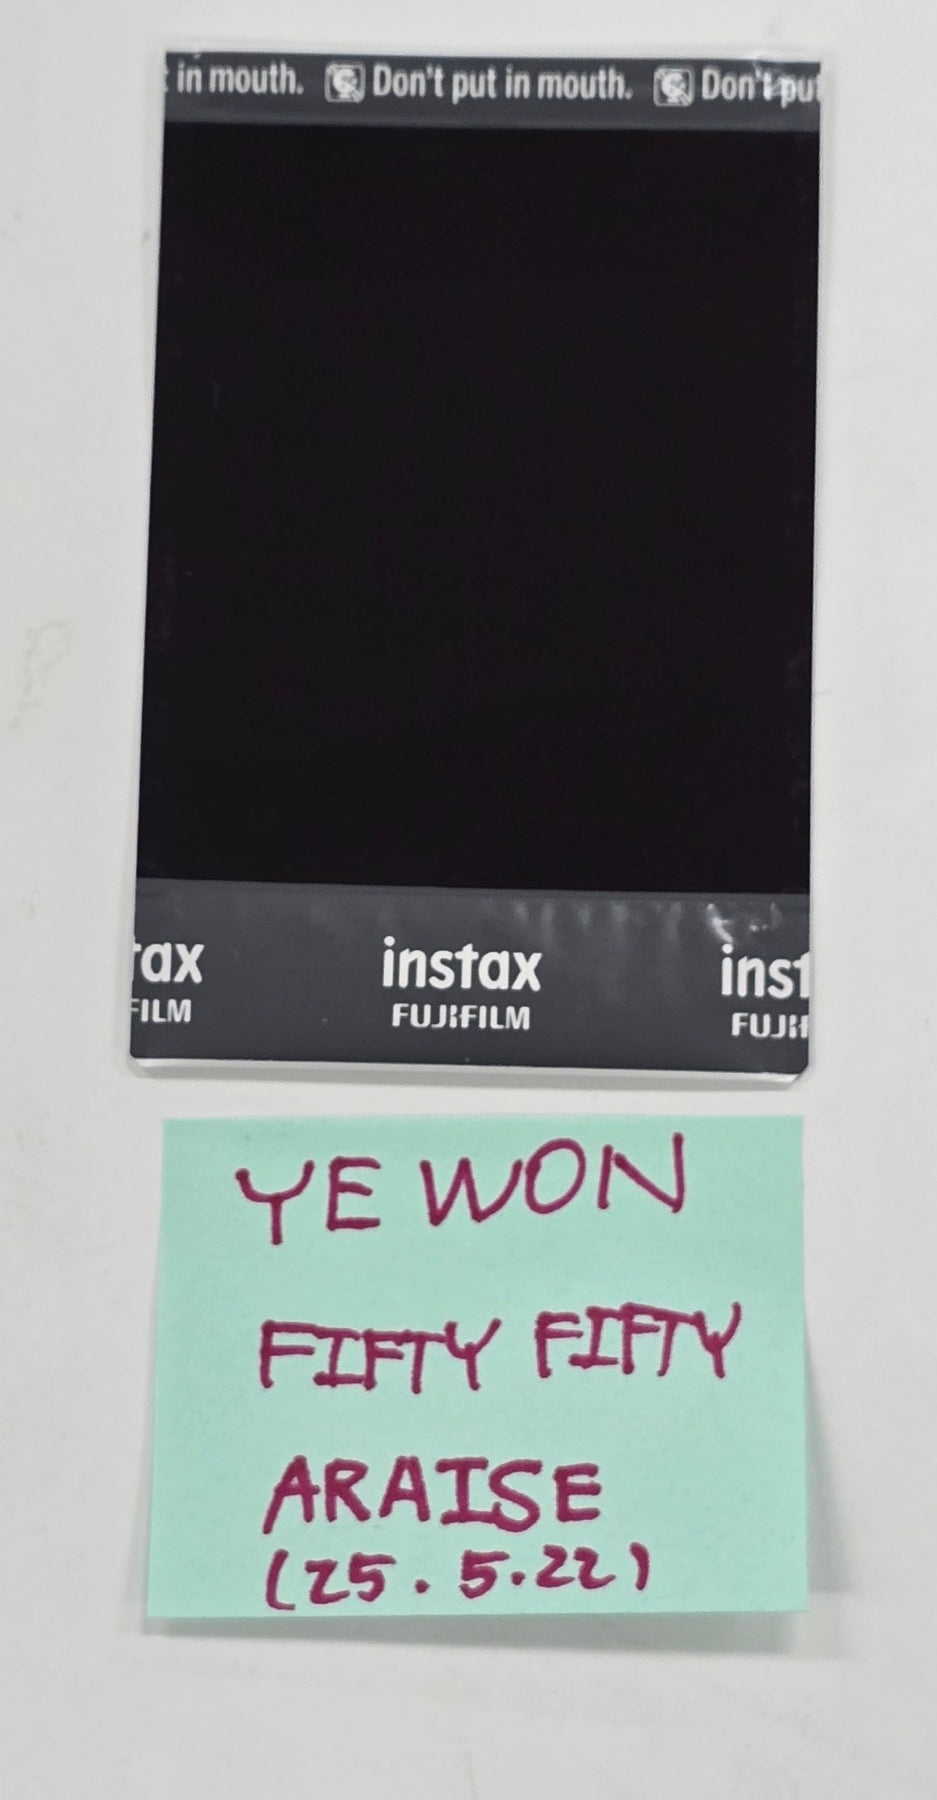 in mouth. Don't put in mouth. Don't put
tax instax inst
FILM FUJIFILM FUJIF
YE WON
FIFTY FIFTY
ARAISE
(25.5.22)